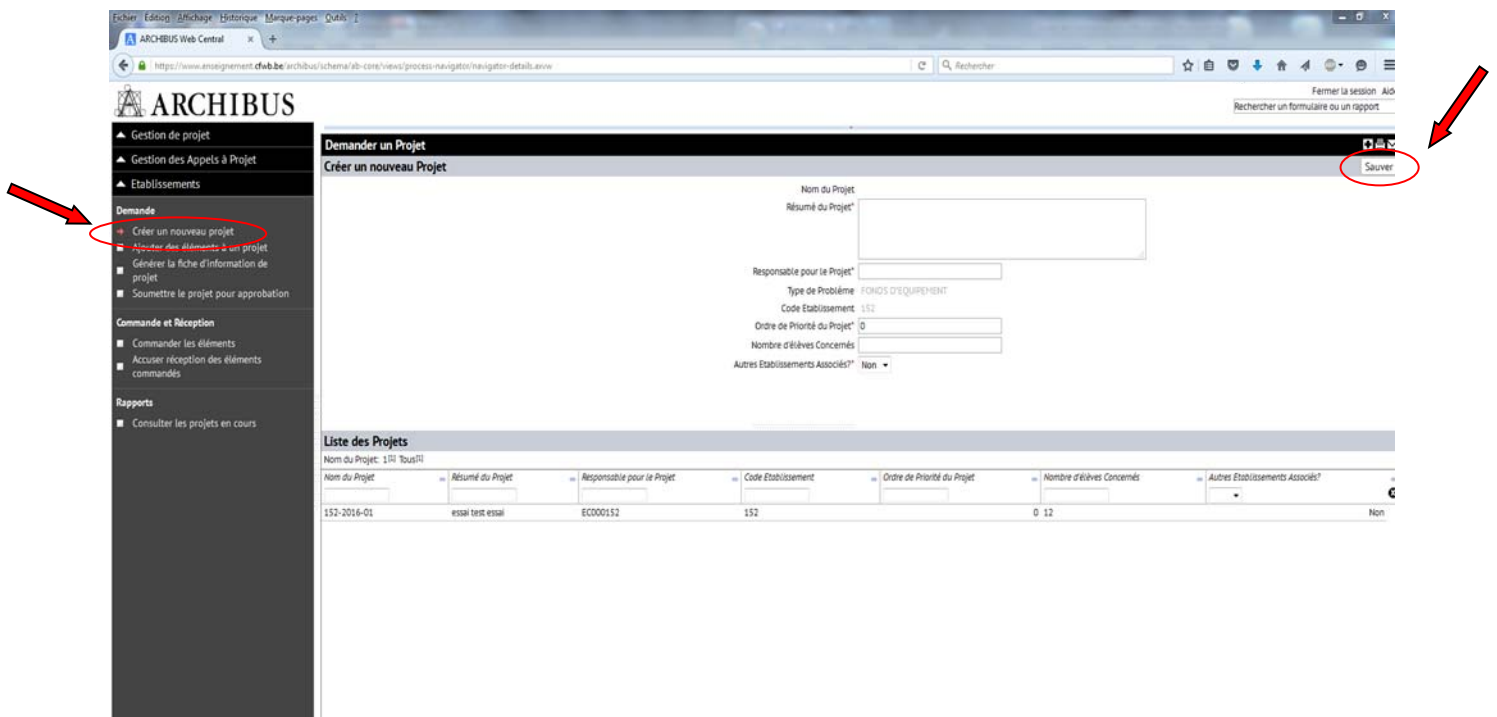 Fichier Édition Affichage Historique Marque-pages Outils ?
ARCHIBUS Web Central × +
https://www.enseignement.cfwb.be/archibus/schema/ab-core/views/process-navigator/navigator-details.axvw
Rechercher
ARCHIBUS
Fermer la session Aide
Rechercher un formulaire ou un rapport
Gestion de projet
Gestion des Appels à Projet
Etablissements
Demande
Créer un nouveau projet
Ajouter des éléments à un projet
Générer la fiche d'information de
projet
Soumettre le projet pour approbation
Commande et Réception
Commander les éléments
Accuser réception des éléments
commandés
Rapports
Consulter les projets en cours
Demander un Projet
Créer un nouveau Projet
Sauver
Nom du Projet
Résumé du Projet*
Responsable pour le Projet*
Type de Problème FONDS D'EQUIPEMENT
Code Etablissement 152
Ordre de Priorité du Projet* 0
Nombre d'élèves Concernés
Autres Etablissements Associés?* Non
Liste des Projets
Nom du Projet: 1[1] Tous[1]
Nom du Projet Résumé du Projet Responsable pour le Projet Code Etablissement Ordre de Priorité du Projet Nombre d'élèves Concernés Autres Etablissements Associés?
152-2016-01 essai test essai EC000152 152 0 12 Non